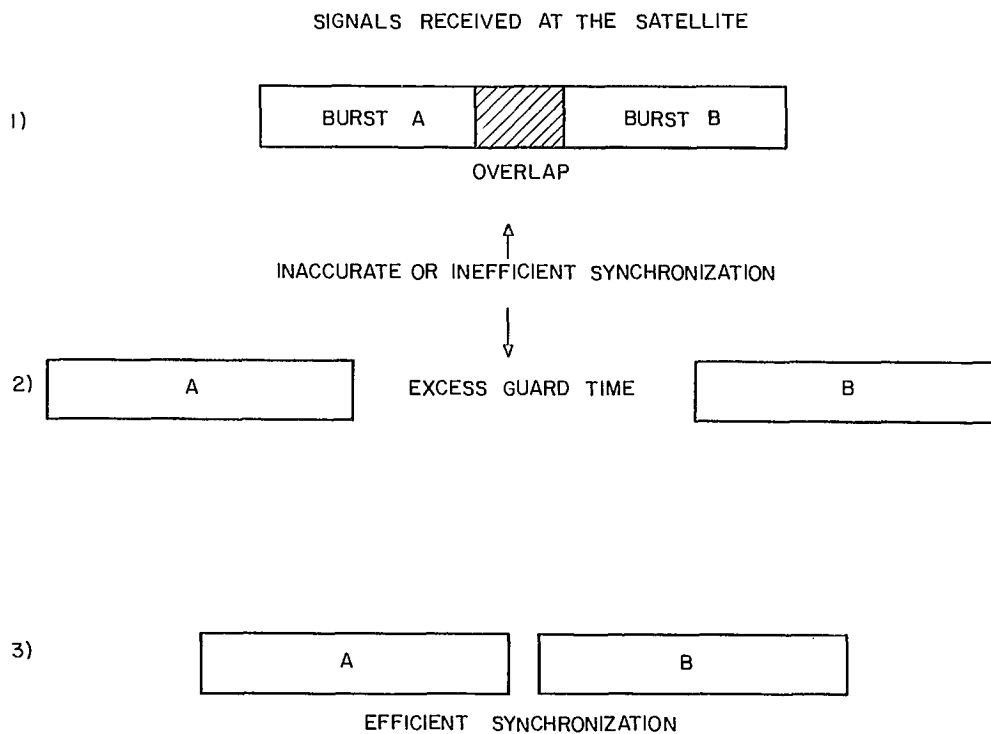 SIGNALS RECEIVED AT THE SATELLITE
1)
BURST A
BURST B
OVERLAP
INACCURATE OR INEFFICIENT SYNCHRONIZATION
2)
A
EXCESS GUARD TIME
B
3)
A
B
EFFICIENT SYNCHRONIZATION